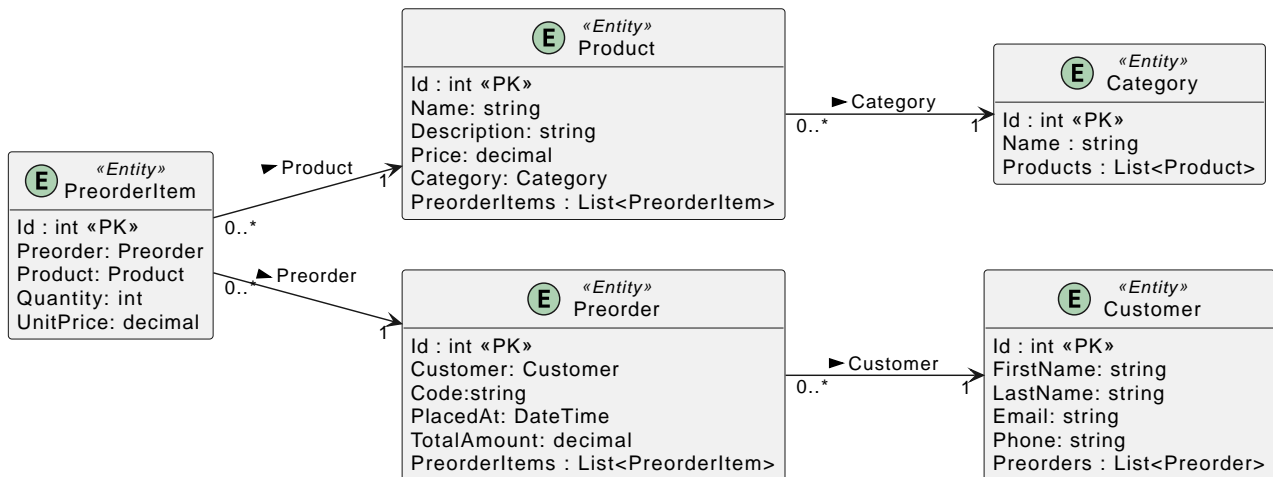 E
«Entity»
PreorderItem
Id : int «PK»
Preorder: Preorder
Product: Product
Quantity: int
UnitPrice: decimal
Product
0..*
1
Preorder
0..*
1
E
«Entity»
Product
Id : int «PK»
Name: string
Description: string
Price: decimal
Category: Category
PreorderItems : List<PreorderItem>
Category
0..*
1
E
«Entity»
Category
Id : int «PK»
Name : string
Products : List<Product>
E
«Entity»
Preorder
Id : int «PK»
Customer: Customer
Code:string
PlacedAt: DateTime
TotalAmount: decimal
PreorderItems : List<PreorderItem>
Customer
0..*
1
E
«Entity»
Customer
Id : int «PK»
FirstName: string
LastName: string
Email: string
Phone: string
Preorders : List<Preorder>